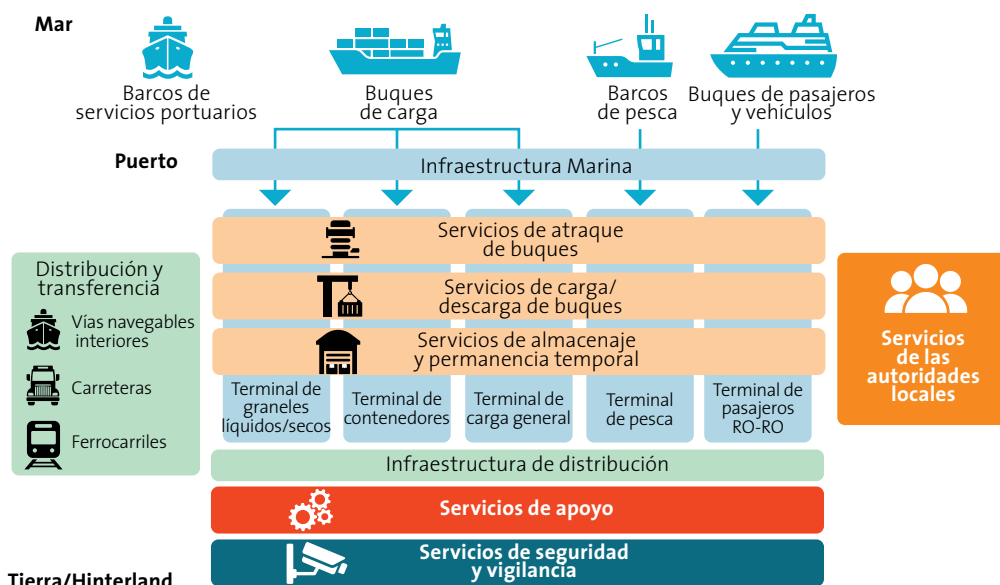 Mar
Barcos de
servicios portuarios
Buques
de carga
Barcos
de pesca
Buques de pasajeros
y vehículos
Puerto
Infraestructura Marina
Servicios de atraque
de buques
Servicios de carga/
descarga de buques
Servicios de almacenaje
y permanencia temporal
Terminal de
graneles
líquidos/secos
Terminal de
contenedores
Terminal de
carga general
Terminal
de pesca
Terminal de
pasajeros
RO-RO
Distribución y
transferencia
Vías navegables
interiores
Carreteras
Ferrocarriles
Servicios
de las
autoridades
locales
Infraestructura de distribución
Servicios de apoyo
Servicios de seguridad
y vigilancia
Tierra/Hinterland